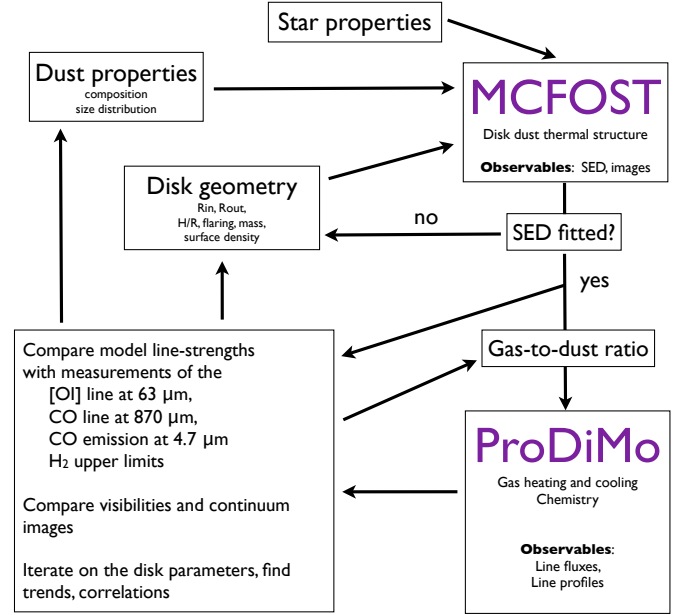 Star properties
Dust properties
composition
size distribution
MCFOST
Disk dust thermal structure
Observables: SED, images
Disk geometry
Rin, Rout,
H/R, flaring, mass,
surface density
no
SED fitted?
yes
Gas-to-dust ratio
Compare model line-strengths
with measurements of the
[OI] line at 63 μm,
CO line at 870 μm,
CO emission at 4.7 μm
H₂ upper limits
Compare visibilities and continuum
images
Iterate on the disk parameters, find
trends, correlations
ProDiMo
Gas heating and cooling
Chemistry
Observables:
Line fluxes,
Line profiles